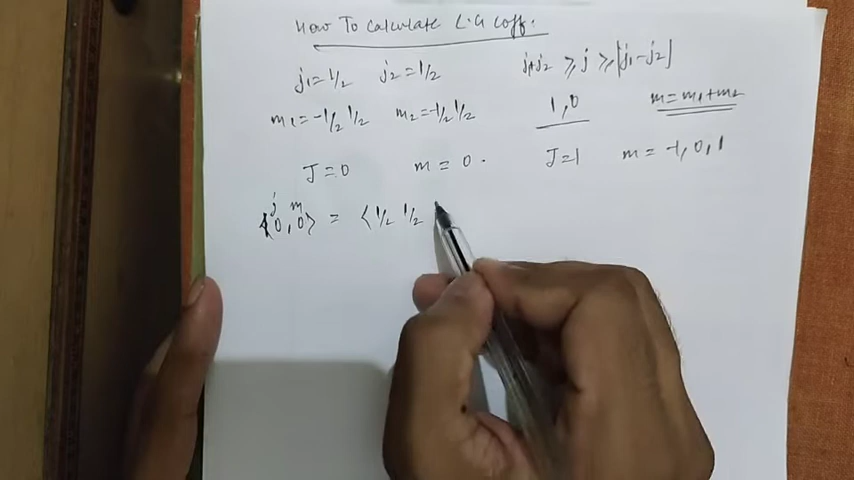 How To Calculate C.G Coff.
j₁=1/2 j₂=1/2 j₁+j₂ ≥ j ≥ |j₁-j₂|
m₁=-1/2, 1/2 m₂=-1/2, 1/2 1,0 m=m₁+m₂
J=0 m=0. J=1 m=-1,0,1
j m
|0,0⟩ = ⟨1/2 1/2